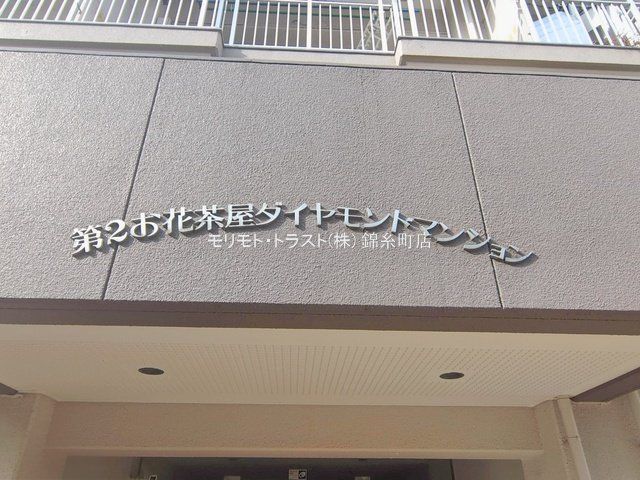 第2お花茶屋ダイヤモンドマンション
モリモト・トラスト(株) 錦糸町店